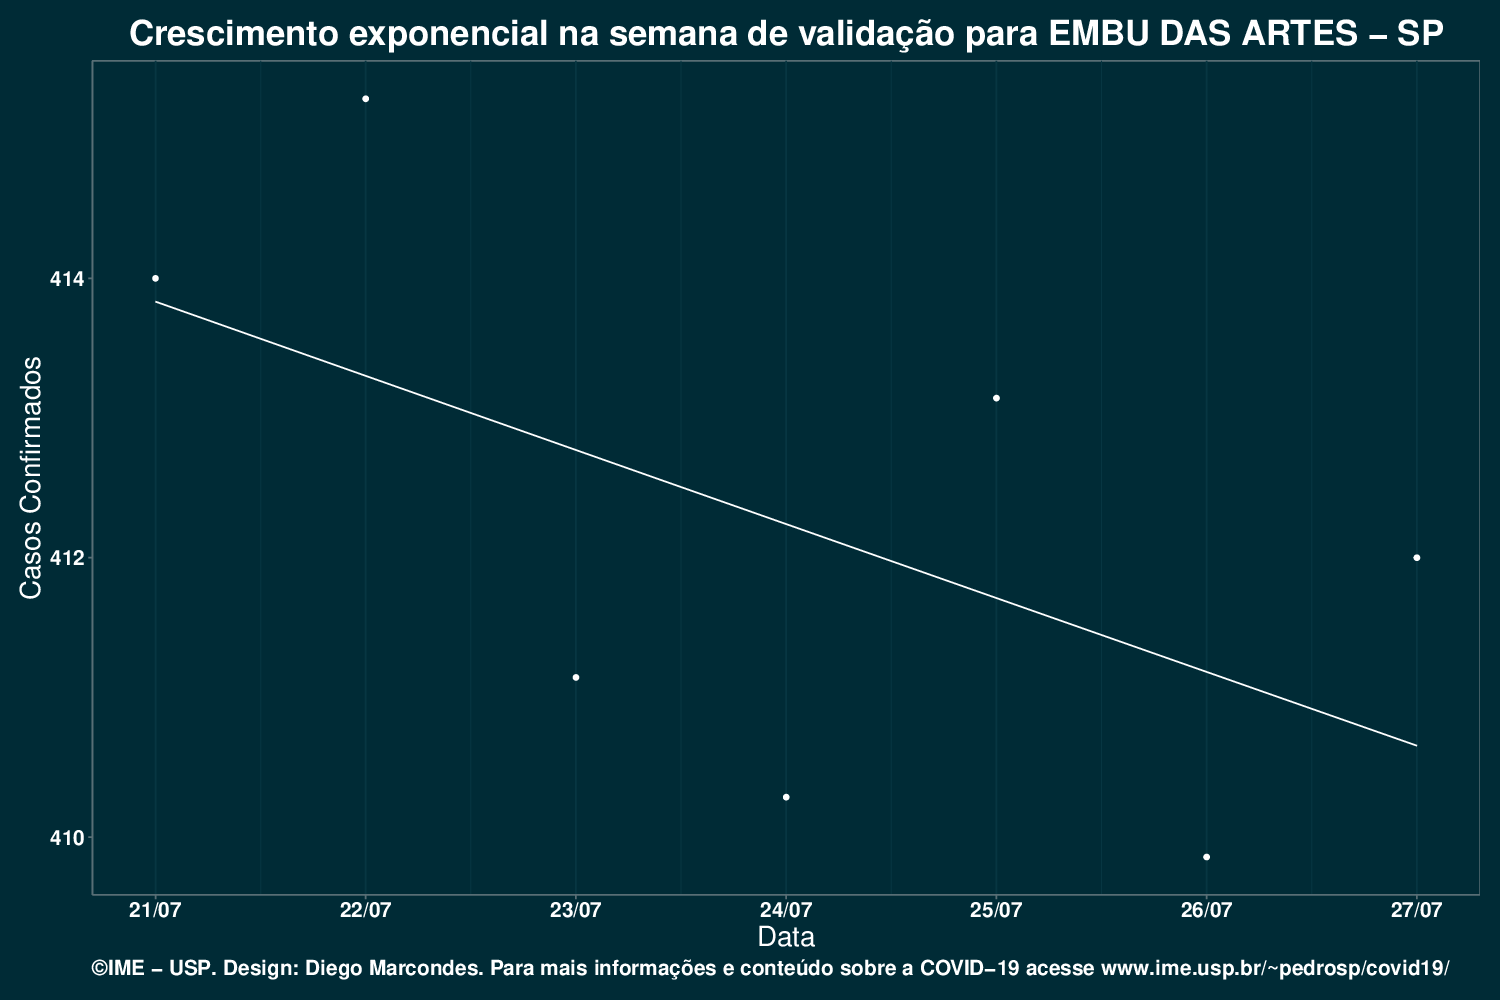 Crescimento exponencial na semana de validação para EMBU DAS ARTES – SP
Casos Confirmados
414
412
410
21/07 22/07 23/07 24/07 25/07 26/07 27/07
Data
©IME – USP. Design: Diego Marcondes. Para mais informações e conteúdo sobre a COVID–19 acesse www.ime.usp.br/~pedrosp/covid19/